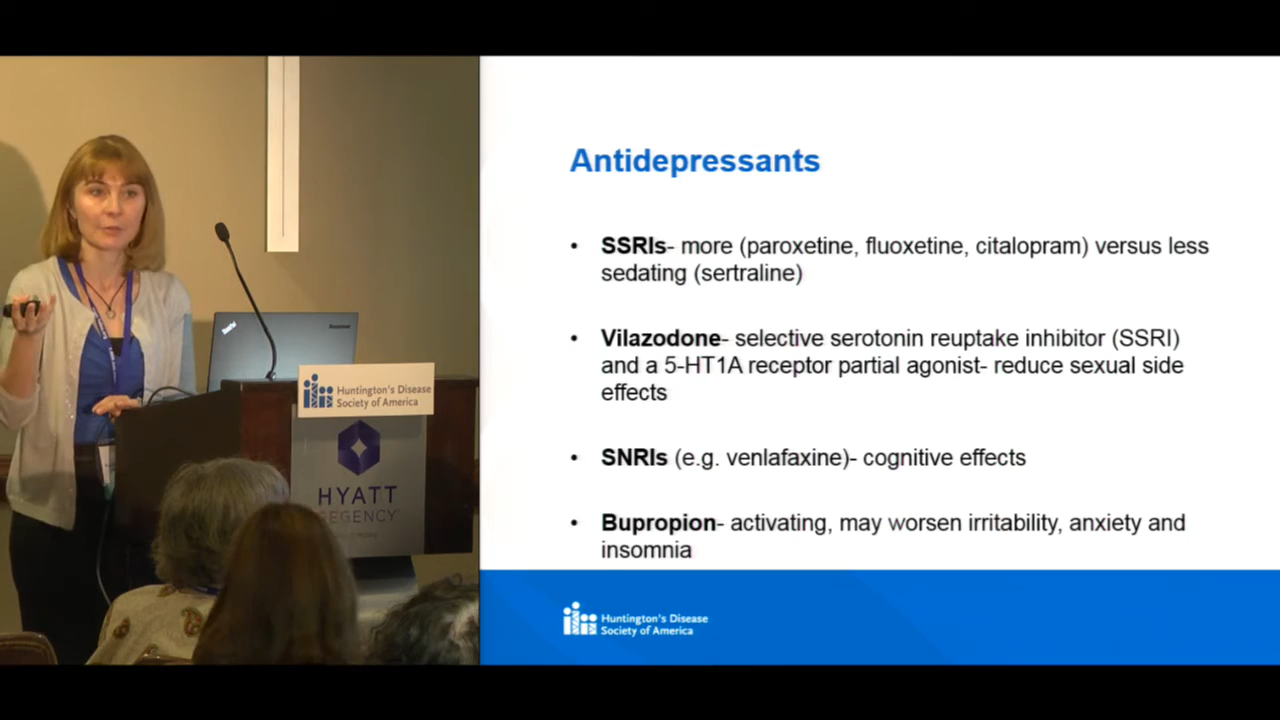 Antidepressants
• SSRIs- more (paroxetine, fluoxetine, citalopram) versus less
sedating (sertraline)
• Vilazodone- selective serotonin reuptake inhibitor (SSRI)
and a 5-HT1A receptor partial agonist- reduce sexual side
effects
• SNRIs (e.g. venlafaxine)- cognitive effects
• Bupropion- activating, may worsen irritability, anxiety and
insomnia
Huntington's Disease
Society of America
ThinkPad
Lenovo
Huntington's Disease
Society of America
HYATT
REGENCY